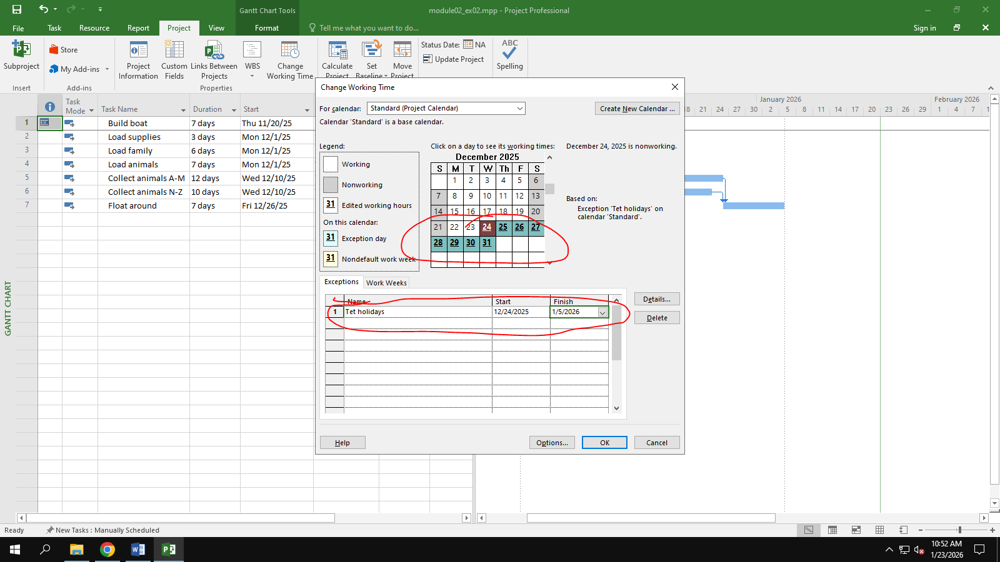 Gantt Chart Tools
module02_ex02.mpp - Project Professional
File Task Resource Report Project View Format Tell me what you want to do... Sign in
Subproject
Store
My Add-ins
Project Information
Custom Fields
Links Between Projects
WBS
Change Working Time
Calculate Project
Set Baseline
Move Project
Status Date: NA
Update Project
ABC
Spelling
Insert Add-ins Properties
Task Mode Task Name Duration Start
1 Build boat 7 days Thu 11/20/25
2 Load supplies 3 days Mon 12/1/25
3 Load family 6 days Mon 12/1/25
4 Load animals 7 days Mon 12/1/25
5 Collect animals A-M 12 days Wed 12/10/25
6 Collect animals N-Z 10 days Wed 12/10/25
7 Float around 7 days Fri 12/26/25
GANTT CHART
January 2026 February 2026
18 21 24 27 30 2 5 8 11 14 17 20 23 26 29 1 4 7 1
Change Working Time
For calendar: Standard (Project Calendar) Create New Calendar ...
Calendar 'Standard' is a base calendar.
Legend:
Working
Nonworking
31 Edited working hours
On this calendar:
31 Exception day
31 Nondefault work week
Click on a day to see its working times:
December 2025
S M T W Th F S
1 2 3 4 5 6
7 8 9 10 11 12 13
14 15 16 17 18 19 20
21 22 23 24 25 26 27
28 29 30 31
December 24, 2025 is nonworking.
Based on:
Exception 'Tet holidays' on
calendar 'Standard'.
Exceptions Work Weeks
Name Start Finish
1 Tet holidays 12/24/2025 1/5/2026
Details...
Delete
Help Options... OK Cancel
Ready New Tasks : Manually Scheduled
10:52 AM
1/23/2026